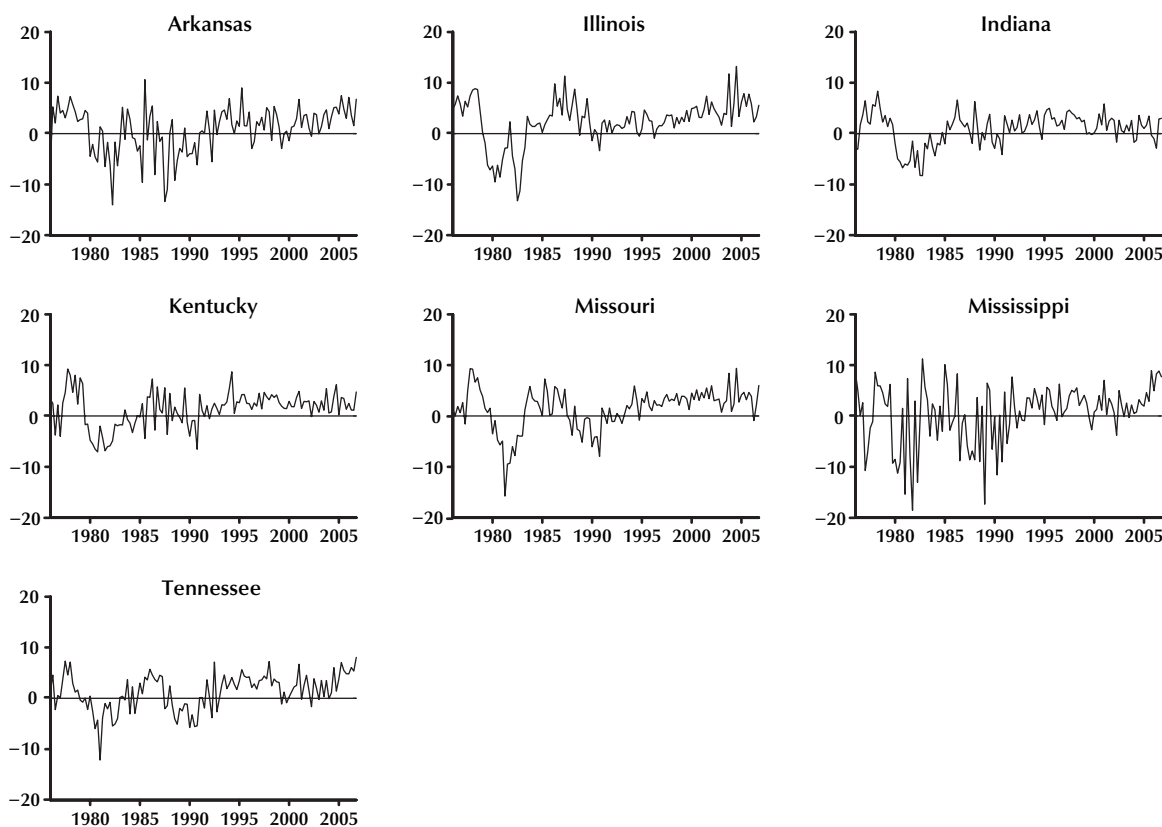 Arkansas Illinois Indiana
20 20 20
10 10 10
0 0 0
−10 −10 −10
−20 −20 −20
1980 1985 1990 1995 2000 2005 1980 1985 1990 1995 2000 2005 1980 1985 1990 1995 2000 2005
Kentucky Missouri Mississippi
20 20 20
10 10 10
0 0 0
−10 −10 −10
−20 −20 −20
1980 1985 1990 1995 2000 2005 1980 1985 1990 1995 2000 2005 1980 1985 1990 1995 2000 2005
Tennessee
20
10
0
−10
−20
1980 1985 1990 1995 2000 2005